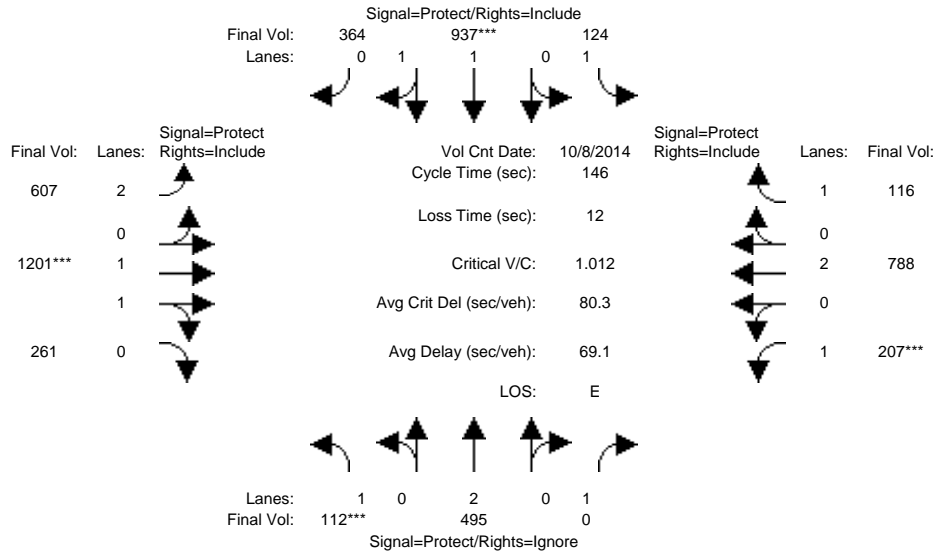 Signal=Protect/Rights=Include
Final Vol: 364 937*** 124
Lanes: 0 1 1 0 1
Signal=Protect
Final Vol: Lanes: Rights=Include
Vol Cnt Date: 10/8/2014
Signal=Protect
Rights=Include Lanes: Final Vol:
Cycle Time (sec): 146
607 2
1 116
Loss Time (sec): 12
0
0
1201*** 1
Critical V/C: 1.012
2 788
1
Avg Crit Del (sec/veh): 80.3
0
261 0
Avg Delay (sec/veh): 69.1
1 207***
LOS: E
Lanes: 1 0 2 0 1
Final Vol: 112*** 495 0
Signal=Protect/Rights=Ignore